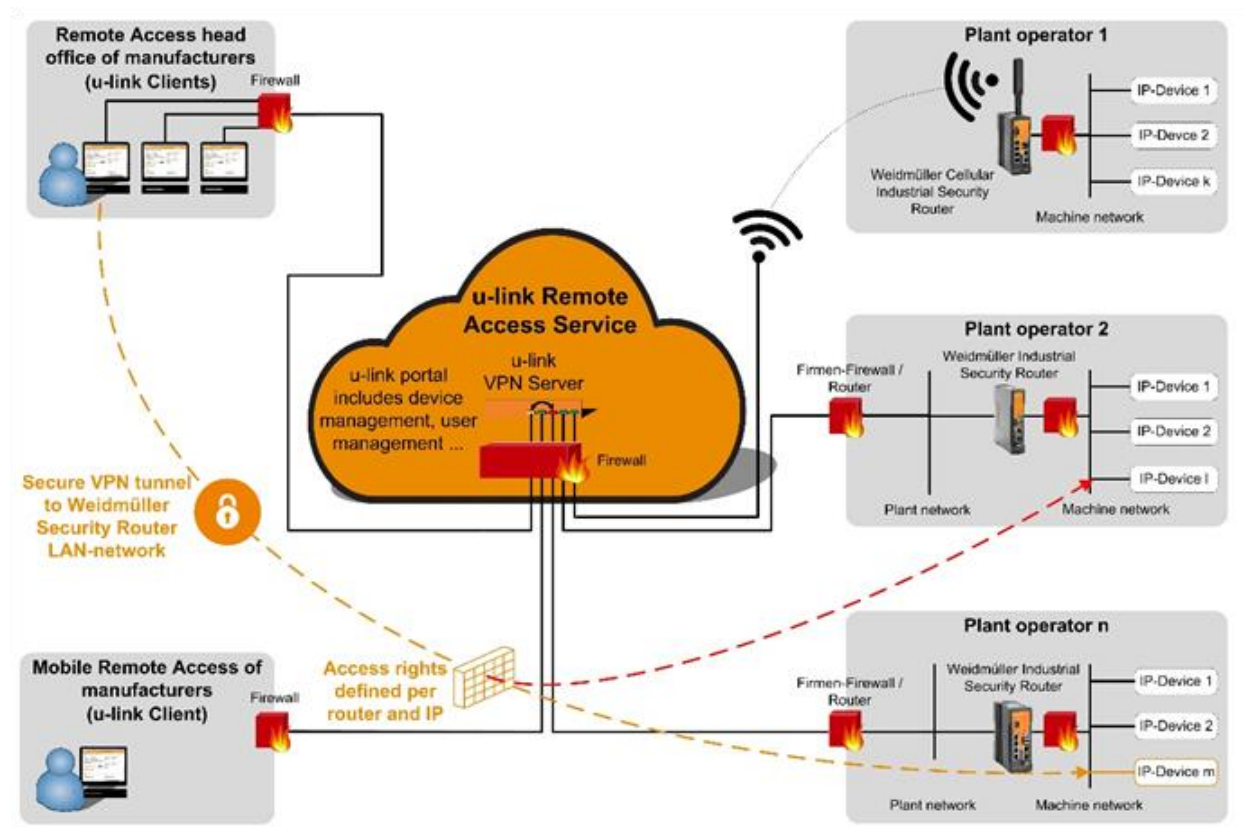 Remote Access head
office of manufacturers
(u-link Clients)
Firewall
Plant operator 1
IP-Device 1
IP-Devce 2
IP-Device k
Weidmüller Cellular
Industrial Security
Router
Machine network
u-link Remote
Access Service
u-link
VPN Server
u-link portal
includes device
management, user
management ...
Firewall
Plant operator 2
Firmen-Firewall /
Router
Weidmüller Industrial
Security Router
IP-Device 1
IP-Device 2
IP-Device l
Plant network
Machine network
Secure VPN tunnel
to Weidmüller
Security Router
LAN-network
Mobile Remote Access of
manufacturers
(u-link Client)
Firewall
Access rights
defined per
router and IP
Plant operator n
Firmen-Firewall /
Router
Weidmüller Industrial
Security Router
IP-Device 1
IP-Device 2
IP-Device m
Plant network
Machine network